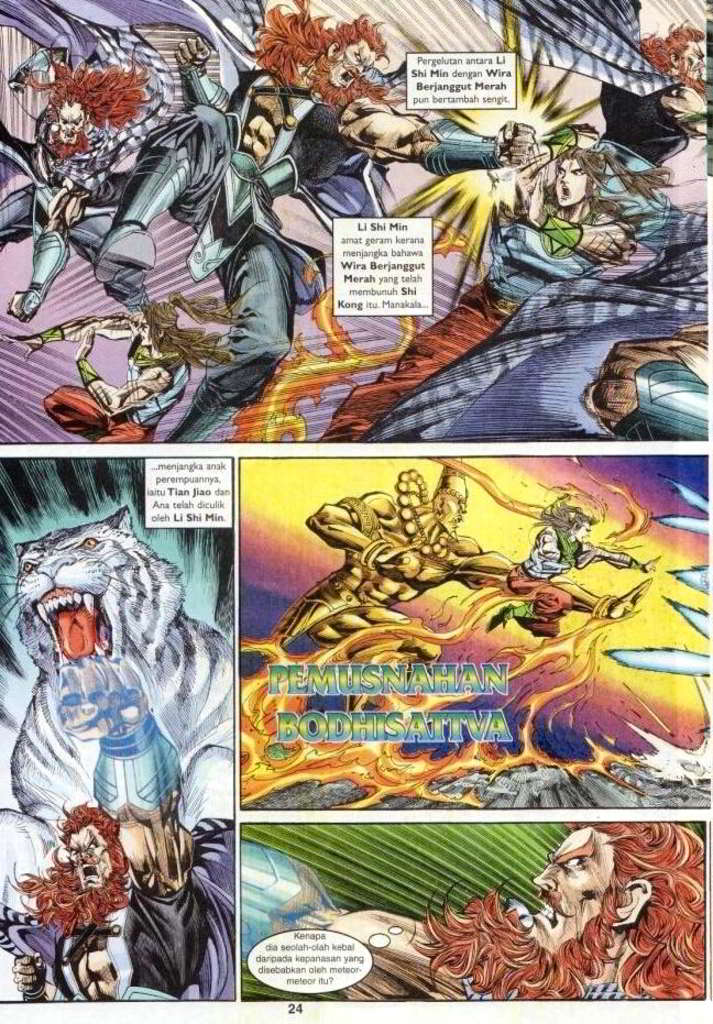 Pergelutan antara Li
Shi Min dengan Wira
Berjanggut Merah
pun bertambah sengit.
Li Shi Min
amat geram kerana
menjangka bahawa
Wira Berjanggut
Merah yang telah
membunuh Shi
Kong itu. Manakala...
...menjangka anak
perempuannya,
iaitu Tian Jiao dan
Ana telah diculik
oleh Li Shi Min.
PEMUSNAHAN
BODHISATTVA
Kenapa
dia seolah-olah kebal
daripada kepanasan yang
disebabkan oleh meteor-
meteor itu?
24